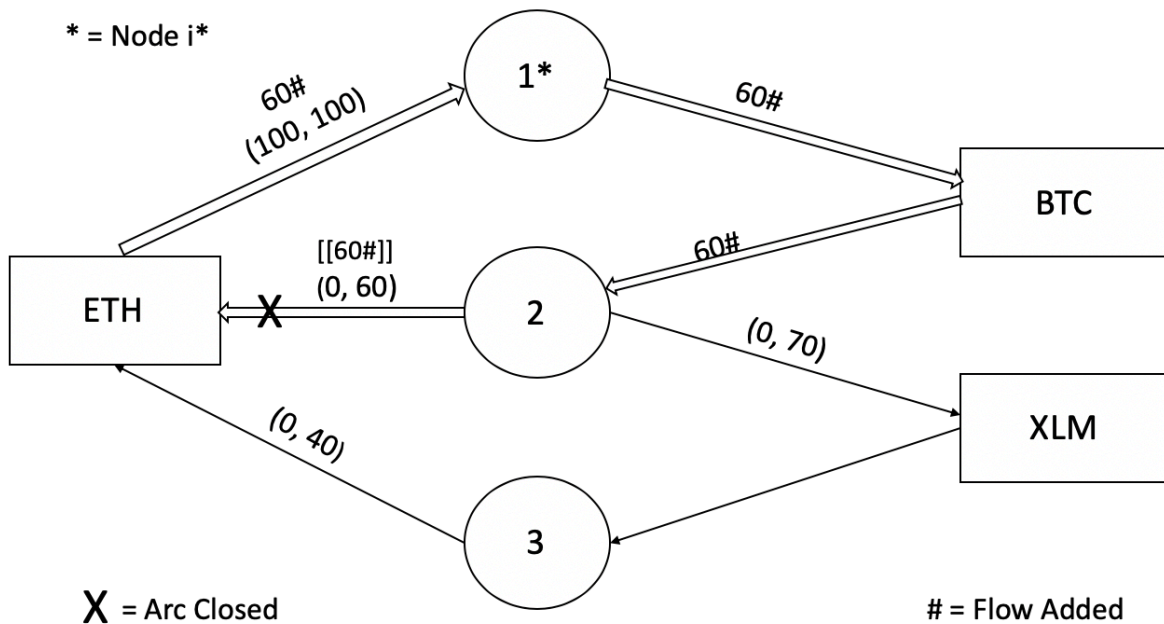 * = Node i*
1*
60#
(100, 100)
60#
BTC
60#
[[60#]]
(0, 60)
X
ETH
2
(0, 70)
XLM
(0, 40)
3
X = Arc Closed
# = Flow Added